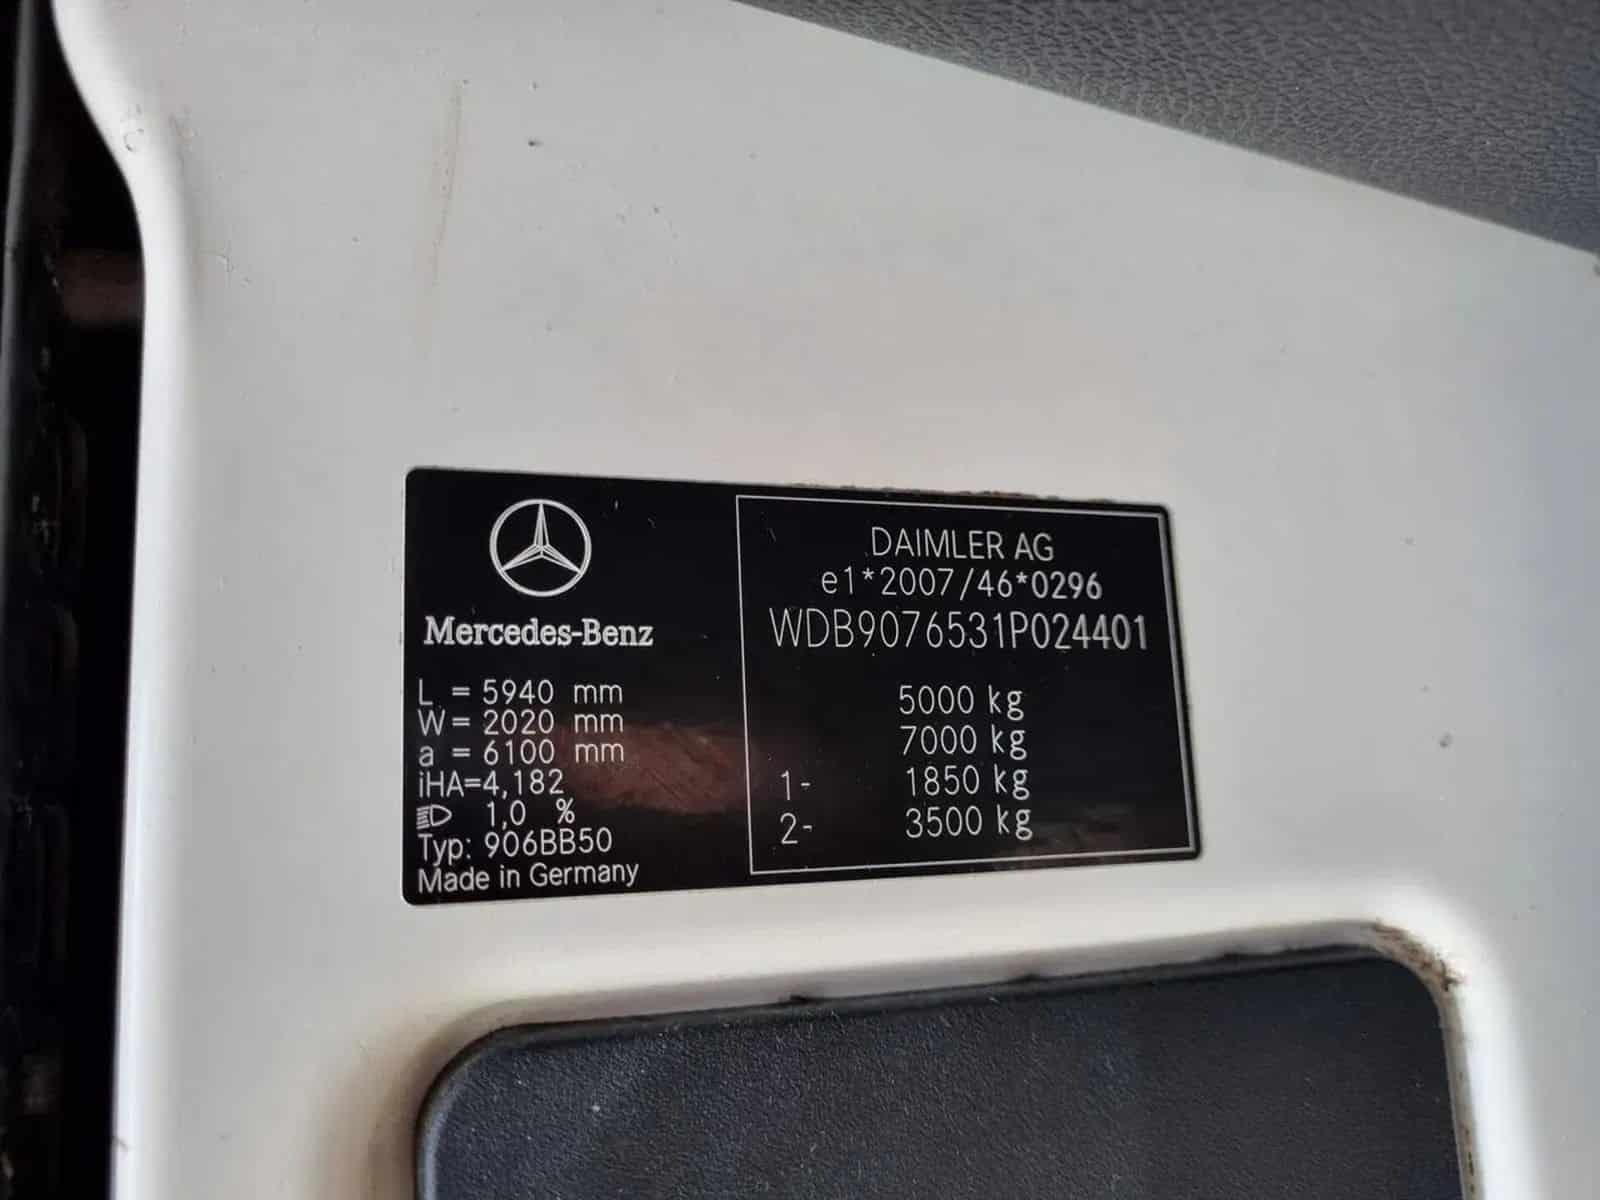 Mercedes-Benz
L = 5940 mm
W= 2020 mm
a = 6100 mm
iHA=4,182
1,0 %
Typ: 906BB50
Made in Germany
DAIMLER AG
e1*2007/46*0296
WDB9076531P024401
5000 kg
7000 kg
1- 1850 kg
2- 3500 kg